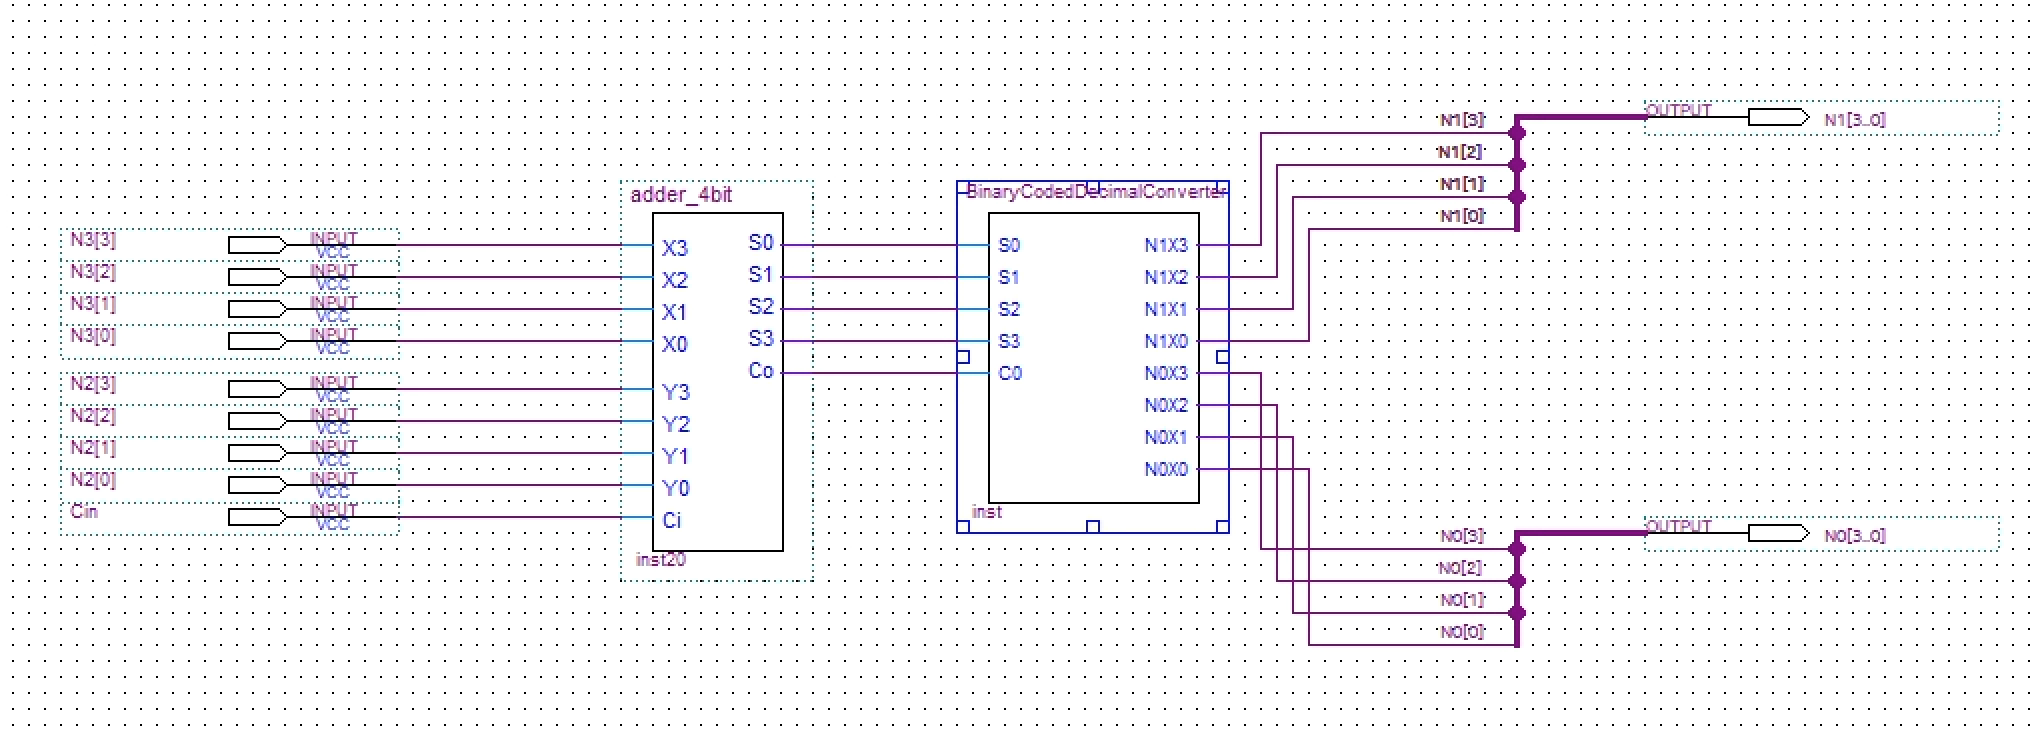 N3[3] INPUT VCC
N3[2] INPUT VCC
N3[1] INPUT VCC
N3[0] INPUT VCC
N2[3] INPUT VCC
N2[2] INPUT VCC
N2[1] INPUT VCC
N2[0] INPUT VCC
Cin INPUT VCC
adder_4bit
X3 S0
X2 S1
X1 S2
X0 S3
Co
Y3
Y2
Y1
Y0
Ci
inst20
BinaryCodedDecimalConverter
S0 N1X3
S1 N1X2
S2 N1X1
S3 N1X0
C0 N0X3
N0X2
N0X1
N0X0
inst
N1[3]
N1[2]
N1[1]
N1[0]
OUTPUT N1[3..0]
N0[3]
N0[2]
N0[1]
N0[0]
OUTPUT N0[3..0]